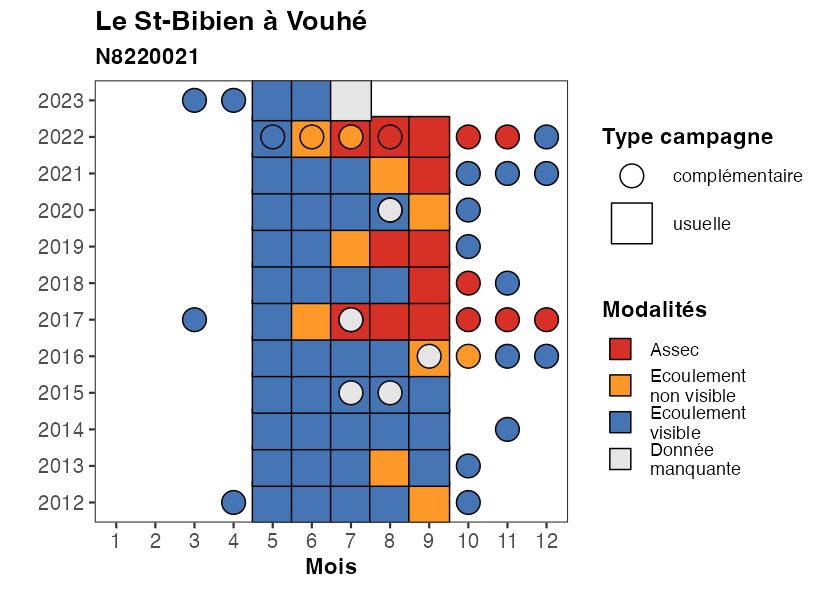 Le St-Bibien à Vouhé
N8220021
2023
2022
2021
2020
2019
2018
2017
2016
2015
2014
2013
2012
1 2 3 4 5 6 7 8 9 10 11 12
Mois
Type campagne
complémentaire
usuelle
Modalités
Assec
Ecoulement
non visible
Ecoulement
visible
Donnée
manquante